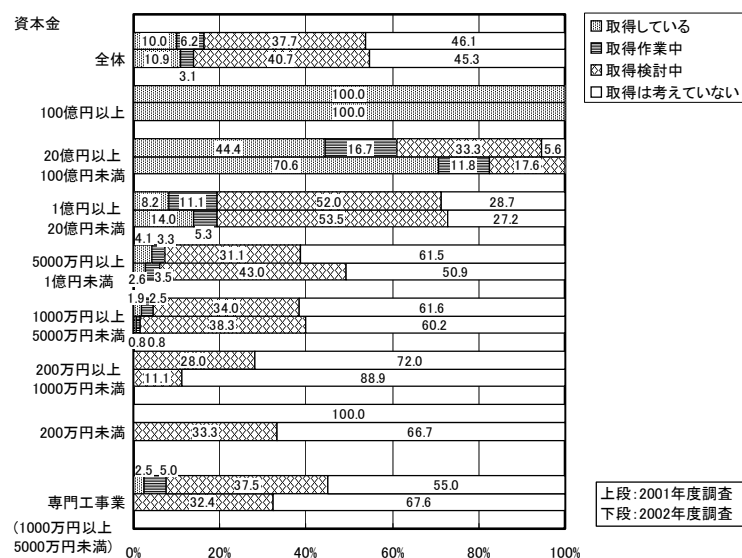 資本金
取得している
取得作業中
取得検討中
取得は考えていない
全体
10.0 6.2 37.7 46.1
10.9 40.7 45.3
3.1
100億円以上
100.0
100.0
20億円以上
100億円未満
44.4 16.7 33.3 5.6
70.6 11.8 17.6
1億円以上
20億円未満
8.2 11.1 52.0 28.7
14.0 53.5 27.2
5.3
5000万円以上
1億円未満
4.1 3.3 31.1 61.5
2.6 3.5 43.0 50.9
1000万円以上
5000万円未満
1.9 2.5 34.0 61.6
38.3 60.2
0.8 0.8
200万円以上
1000万円未満
28.0 72.0
11.1 88.9
200万円未満
100.0
33.3 66.7
専門工事業
(1000万円以上
5000万円未満)
2.5 5.0 37.5 55.0
32.4 67.6
上段:2001年度調査
下段:2002年度調査
0% 20% 40% 60% 80% 100%